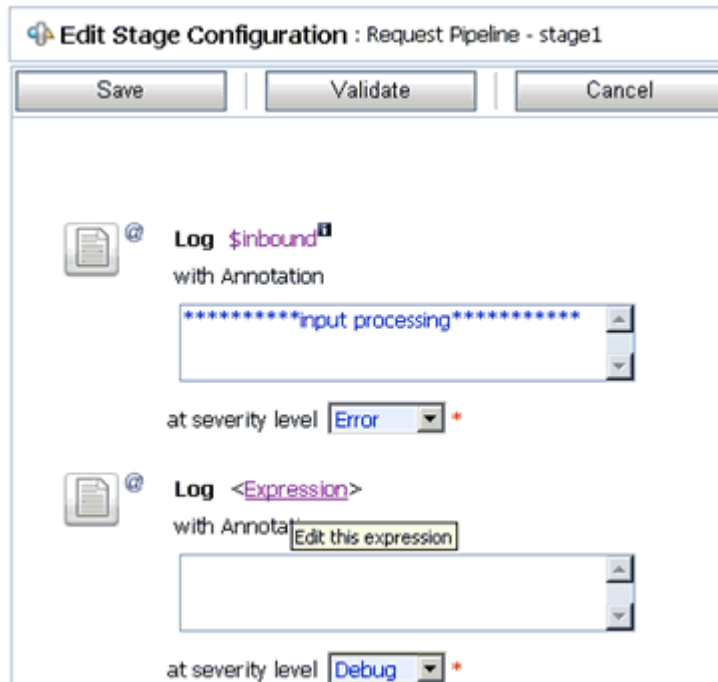 Edit Stage Configuration : Request Pipeline - stage1
Save Validate Cancel
@ Log $inbound i
with Annotation
**********input processing***********
at severity level Error *
@ Log <Expression>
with Annotati
Edit this expression
at severity level Debug *